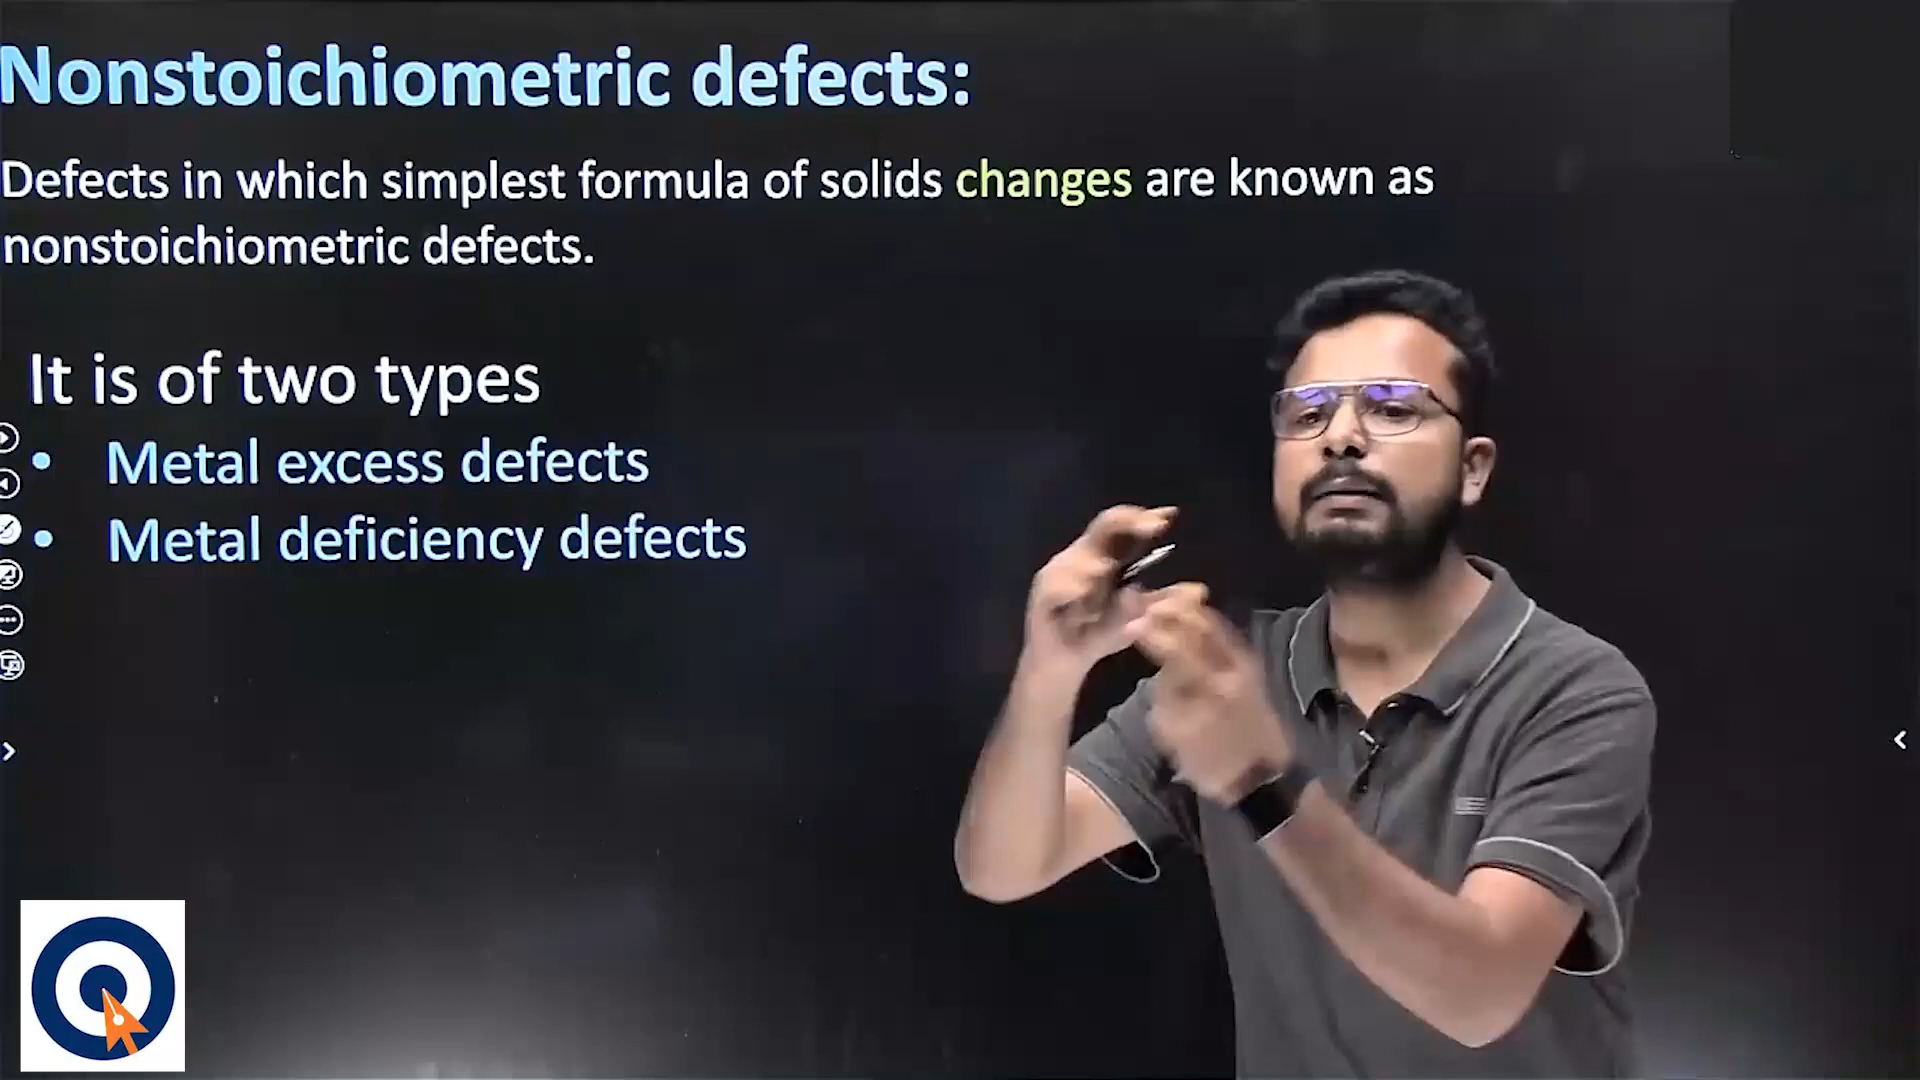 Nonstoichiometric defects:
Defects in which simplest formula of solids changes are known as
nonstoichiometric defects.
It is of two types
• Metal excess defects
• Metal deficiency defects